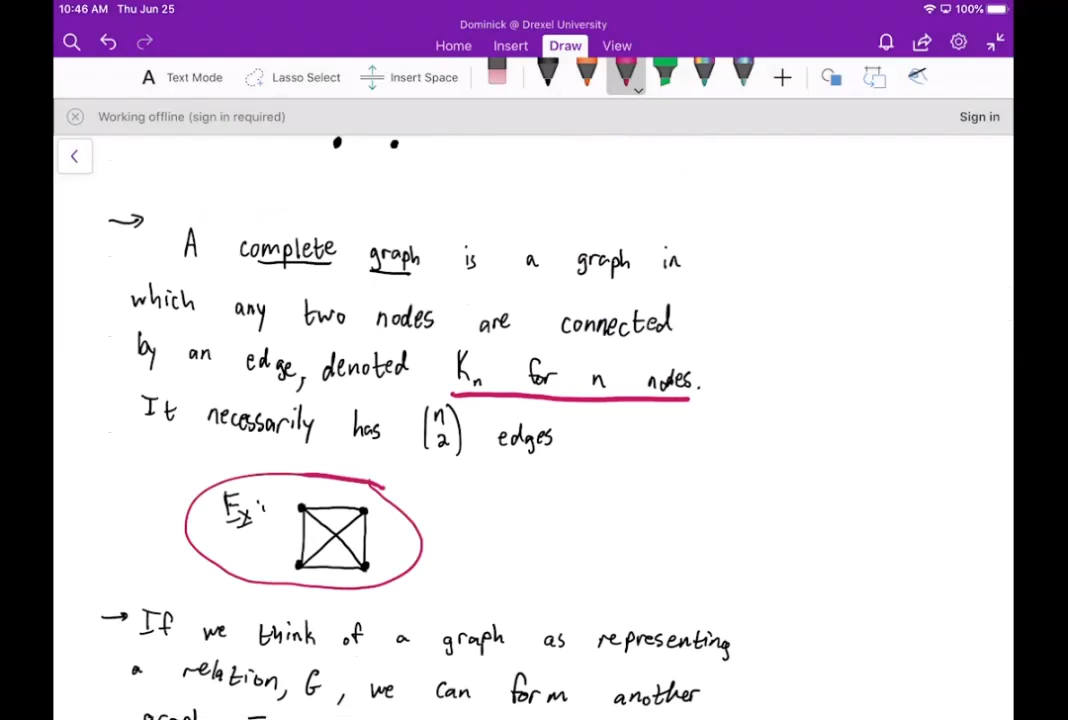 10:46 AM Thu Jun 25
100%
Dominick @ Drexel University
Home Insert Draw View
A Text Mode Lasso Select Insert Space
Working offline (sign in required) Sign in
→ A complete graph is a graph in
which any two nodes are connected
by an edge, denoted Kn for n nodes.
It necessarily has (n 2) edges
Ex:
→ If we think of a graph as representing
a relation, G, we can form another
graph